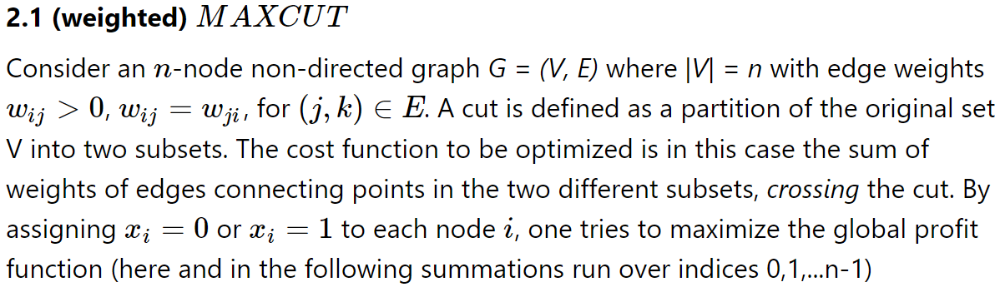 2.1 (weighted) MAXCUT
Consider an n-node non-directed graph G = (V, E) where |V| = n with edge weights
w_{ij} > 0, w_{ij} = w_{ji}, for (j, k) ∈ E. A cut is defined as a partition of the original set
V into two subsets. The cost function to be optimized is in this case the sum of
weights of edges connecting points in the two different subsets, crossing the cut. By
assigning x_i = 0 or x_i = 1 to each node i, one tries to maximize the global profit
function (here and in the following summations run over indices 0,1,...n-1)